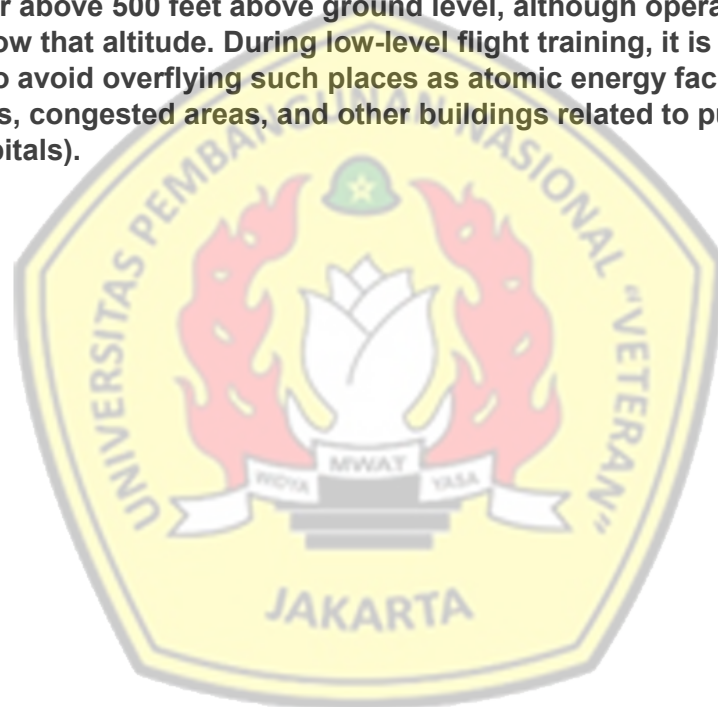 r above 500 feet above ground level, although opera
ow that altitude. During low-level flight training, it is
o avoid overflying such places as atomic energy fac
s, congested areas, and other buildings related to pu
pitals).
UNIVERSITAS PEMBANGUNAN NASIONAL "VETERAN"
WIDYA MWAT YASA
JAKARTA